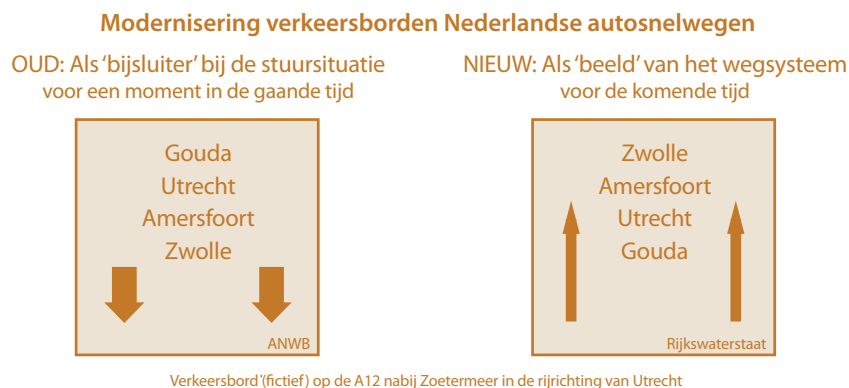 Modernisering verkeersborden Nederlandse autosnelwegen
OUD: Als ‘bijsluiter’ bij de stuursituatie
voor een moment in de gaande tijd
Gouda
Utrecht
Amersfoort
Zwolle
ANWB
NIEUW: Als ‘beeld’ van het wegsysteem
voor de komende tijd
Zwolle
Amersfoort
Utrecht
Gouda
Rijkswaterstaat
Verkeersbord '(fictief) op de A12 nabij Zoetermeer in de rijrichting van Utrecht